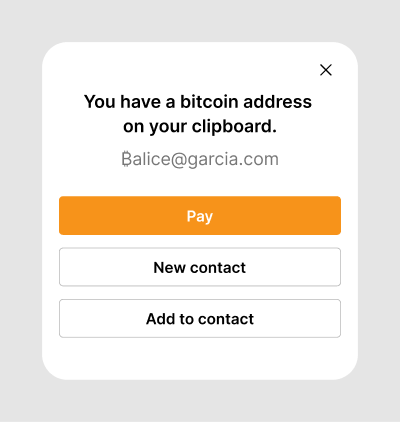 You have a bitcoin address
on your clipboard.
₿alice@garcia.com
Pay
New contact
Add to contact